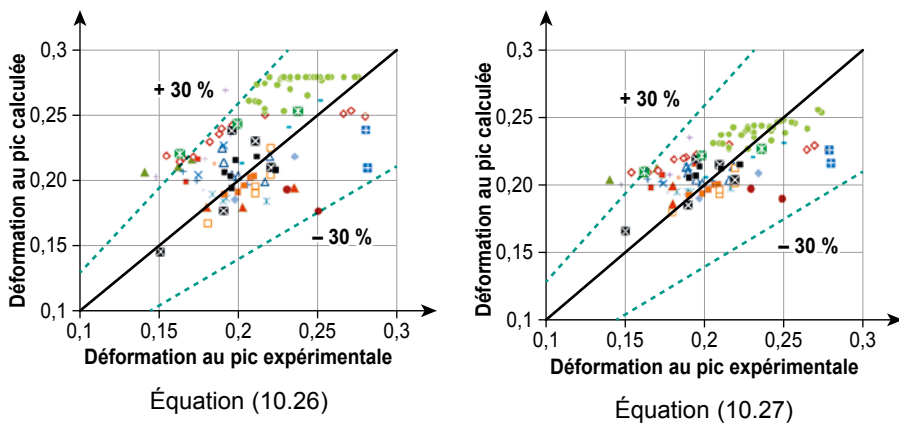 Déformation au pic calculée
0,3
0,25
0,20
0,15
0,1
+ 30 %
– 30 %
0,1 0,15 0,2 0,25 0,3
Déformation au pic expérimentale
Équation (10.26)
Déformation au pic calculée
0,3
0,25
0,20
0,15
0,1
+ 30 %
– 30 %
0,1 0,15 0,2 0,25 0,3
Déformation au pic expérimentale
Équation (10.27)